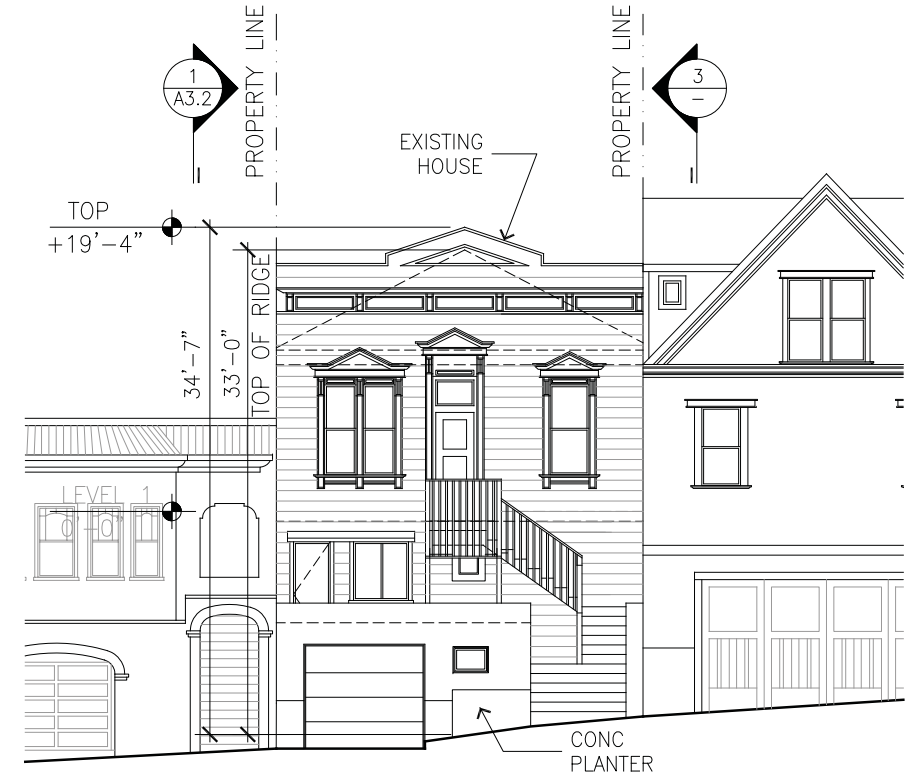 PROPERTY LINE
PROPERTY LINE
1
A3.2
3
–
EXISTING
HOUSE
TOP
+19'–4"
TOP OF RIDGE
34'–7"
33'–0"
LEVEL 1
0'–0"
CONC
PLANTER